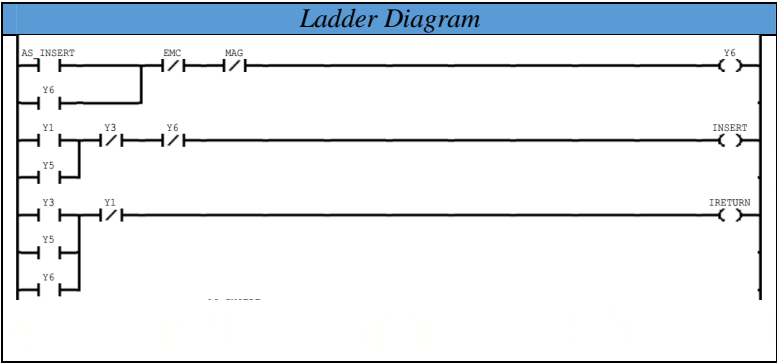 Ladder Diagram
AS_INSERT EMC MAG Y6
Y6
Y1 Y3 Y6 INSERT
Y5
Y3 Y1 IRETURN
Y5
Y6